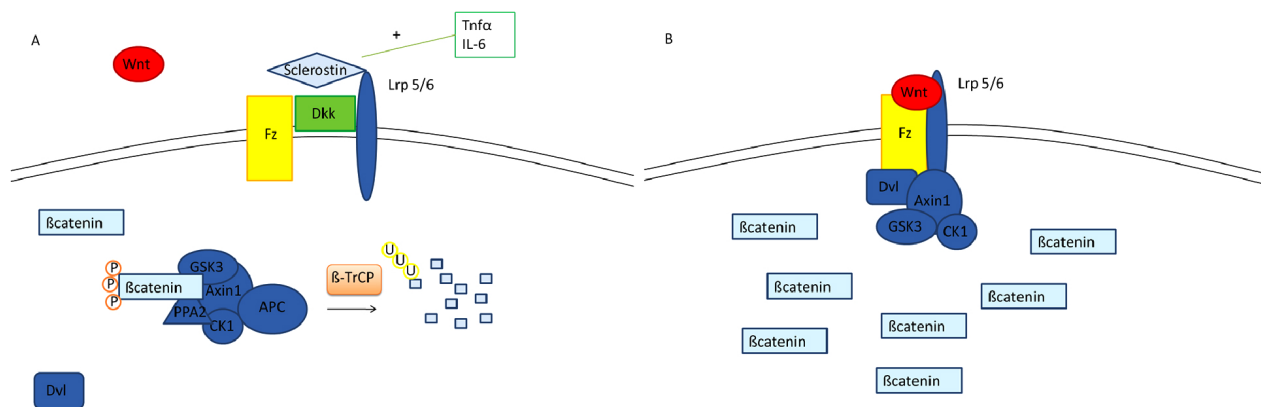 A
Wnt
Sclerostin
+
Tnfα
IL-6
Lrp 5/6
Dkk
Fz
ßcatenin
P
P
P
ßcatenin
GSK3
Axin1
PPA2
CK1
APC
ß-TrCP
U
U
U
Dvl
B
Wnt
Lrp 5/6
Fz
Dvl
Axin1
GSK3
CK1
ßcatenin
ßcatenin
ßcatenin
ßcatenin
ßcatenin
ßcatenin
ßcatenin